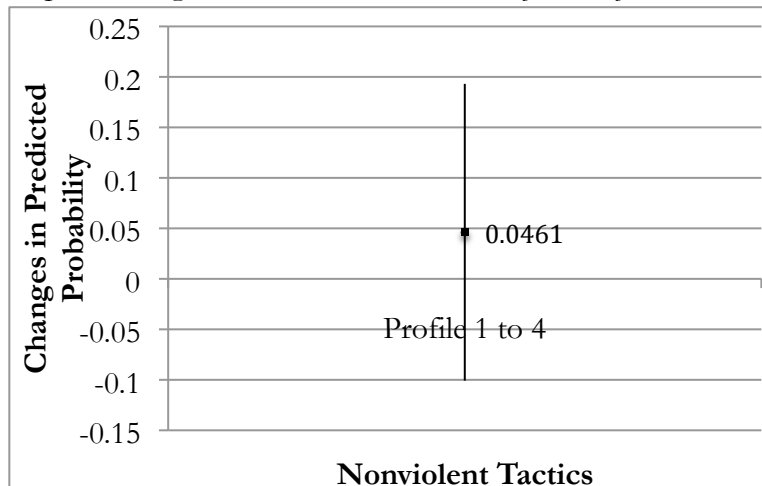 0.25
0.2
0.15
0.1
0.05
0
-0.05
-0.1
-0.15
Changes in Predicted
Probability
0.0461
Profile 1 to 4
Nonviolent Tactics